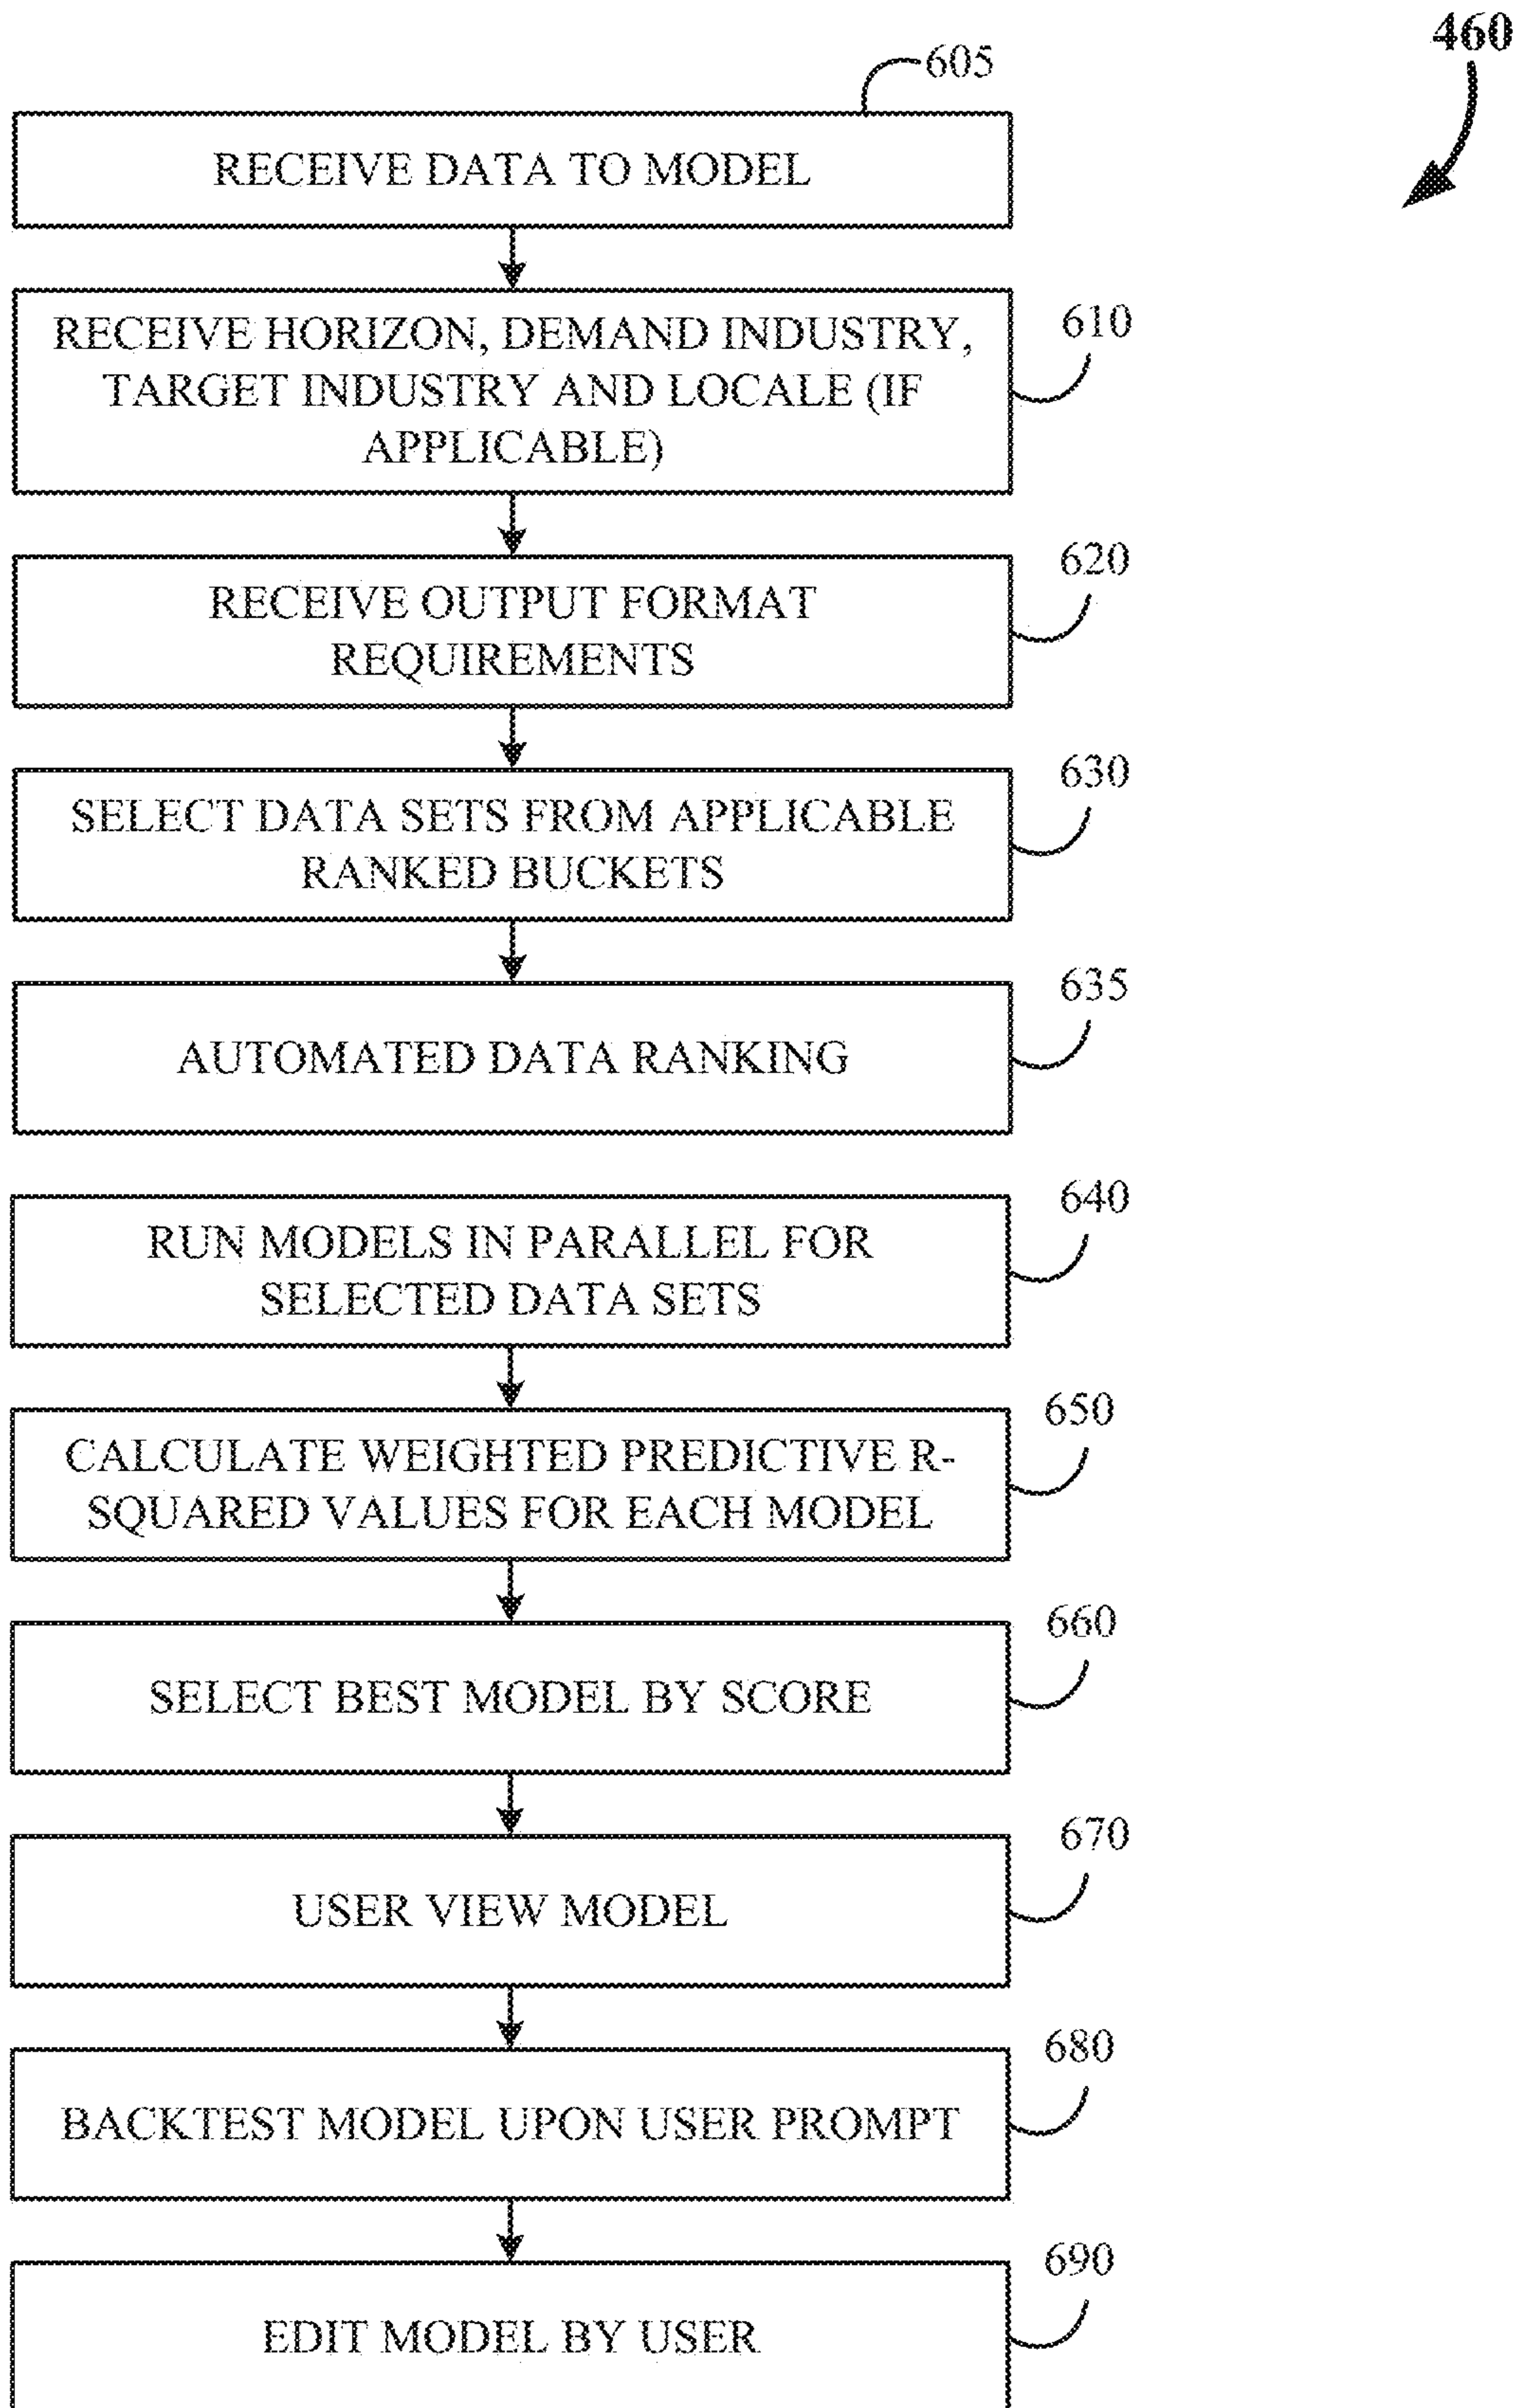 460
605
RECEIVE DATA TO MODEL
RECEIVE HORIZON, DEMAND INDUSTRY,
TARGET INDUSTRY AND LOCALE (IF
APPLICABLE)
610
RECEIVE OUTPUT FORMAT
REQUIREMENTS
620
SELECT DATA SETS FROM APPLICABLE
RANKED BUCKETS
630
AUTOMATED DATA RANKING
635
RUN MODELS IN PARALLEL FOR
SELECTED DATA SETS
640
CALCULATE WEIGHTED PREDICTIVE R-
SQUARED VALUES FOR EACH MODEL
650
SELECT BEST MODEL BY SCORE
660
USER VIEW MODEL
670
BACKTEST MODEL UPON USER PROMPT
680
EDIT MODEL BY USER
690